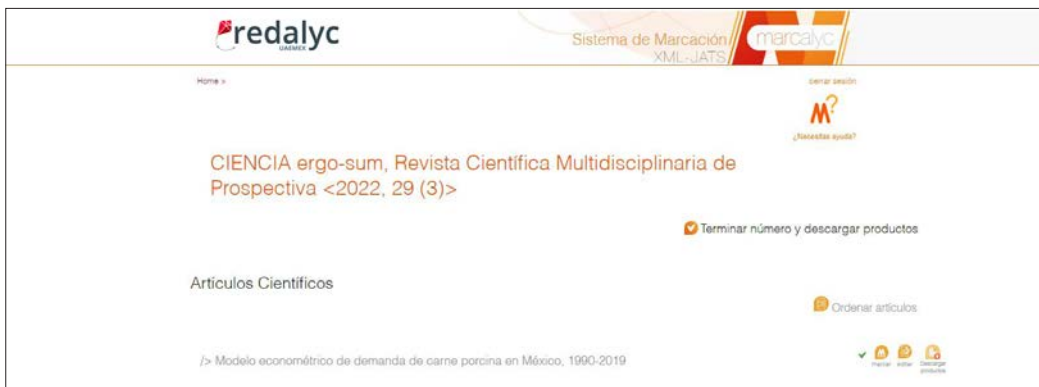 redalyc
UAEMEX
Sistema de Marcación
XML-JATS
marcalyc
Home >
cerrar sesión
M?
¿Necesitas ayuda?
CIENCIA ergo-sum, Revista Científica Multidisciplinaria de
Prospectiva <2022, 29 (3)>
Terminar número y descargar productos
Artículos Científicos
Ordenar artículos
/> Modelo econométrico de demanda de carne porcina en México, 1990-2019
marcar editar Descargar
productos